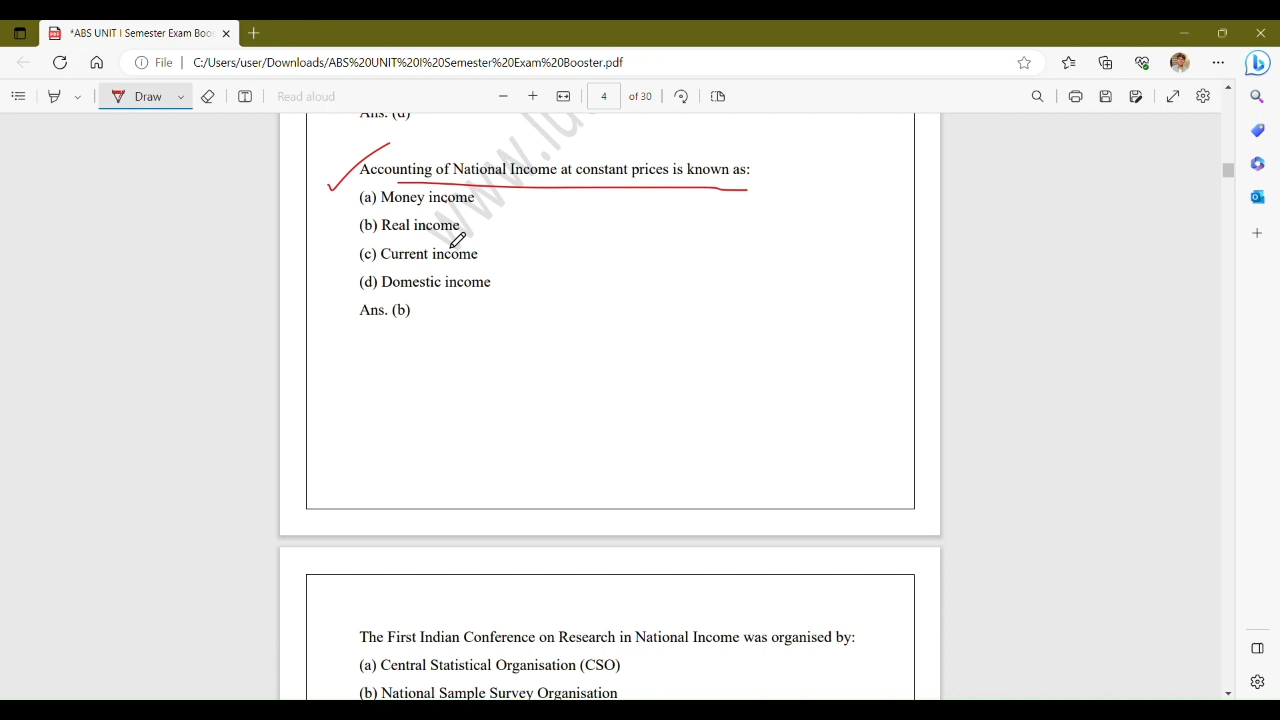 *ABS UNIT I Semester Exam Boo
File | C:/Users/user/Downloads/ABS%20UNIT%20I%20Semester%20Exam%20Booster.pdf
Draw
Read aloud
4 of 30
Ans. (d)
www.
Accounting of National Income at constant prices is known as:
(a) Money income
(b) Real income
(c) Current income
(d) Domestic income
Ans. (b)
The First Indian Conference on Research in National Income was organised by:
(a) Central Statistical Organisation (CSO)
(b) National Sample Survey Organisation